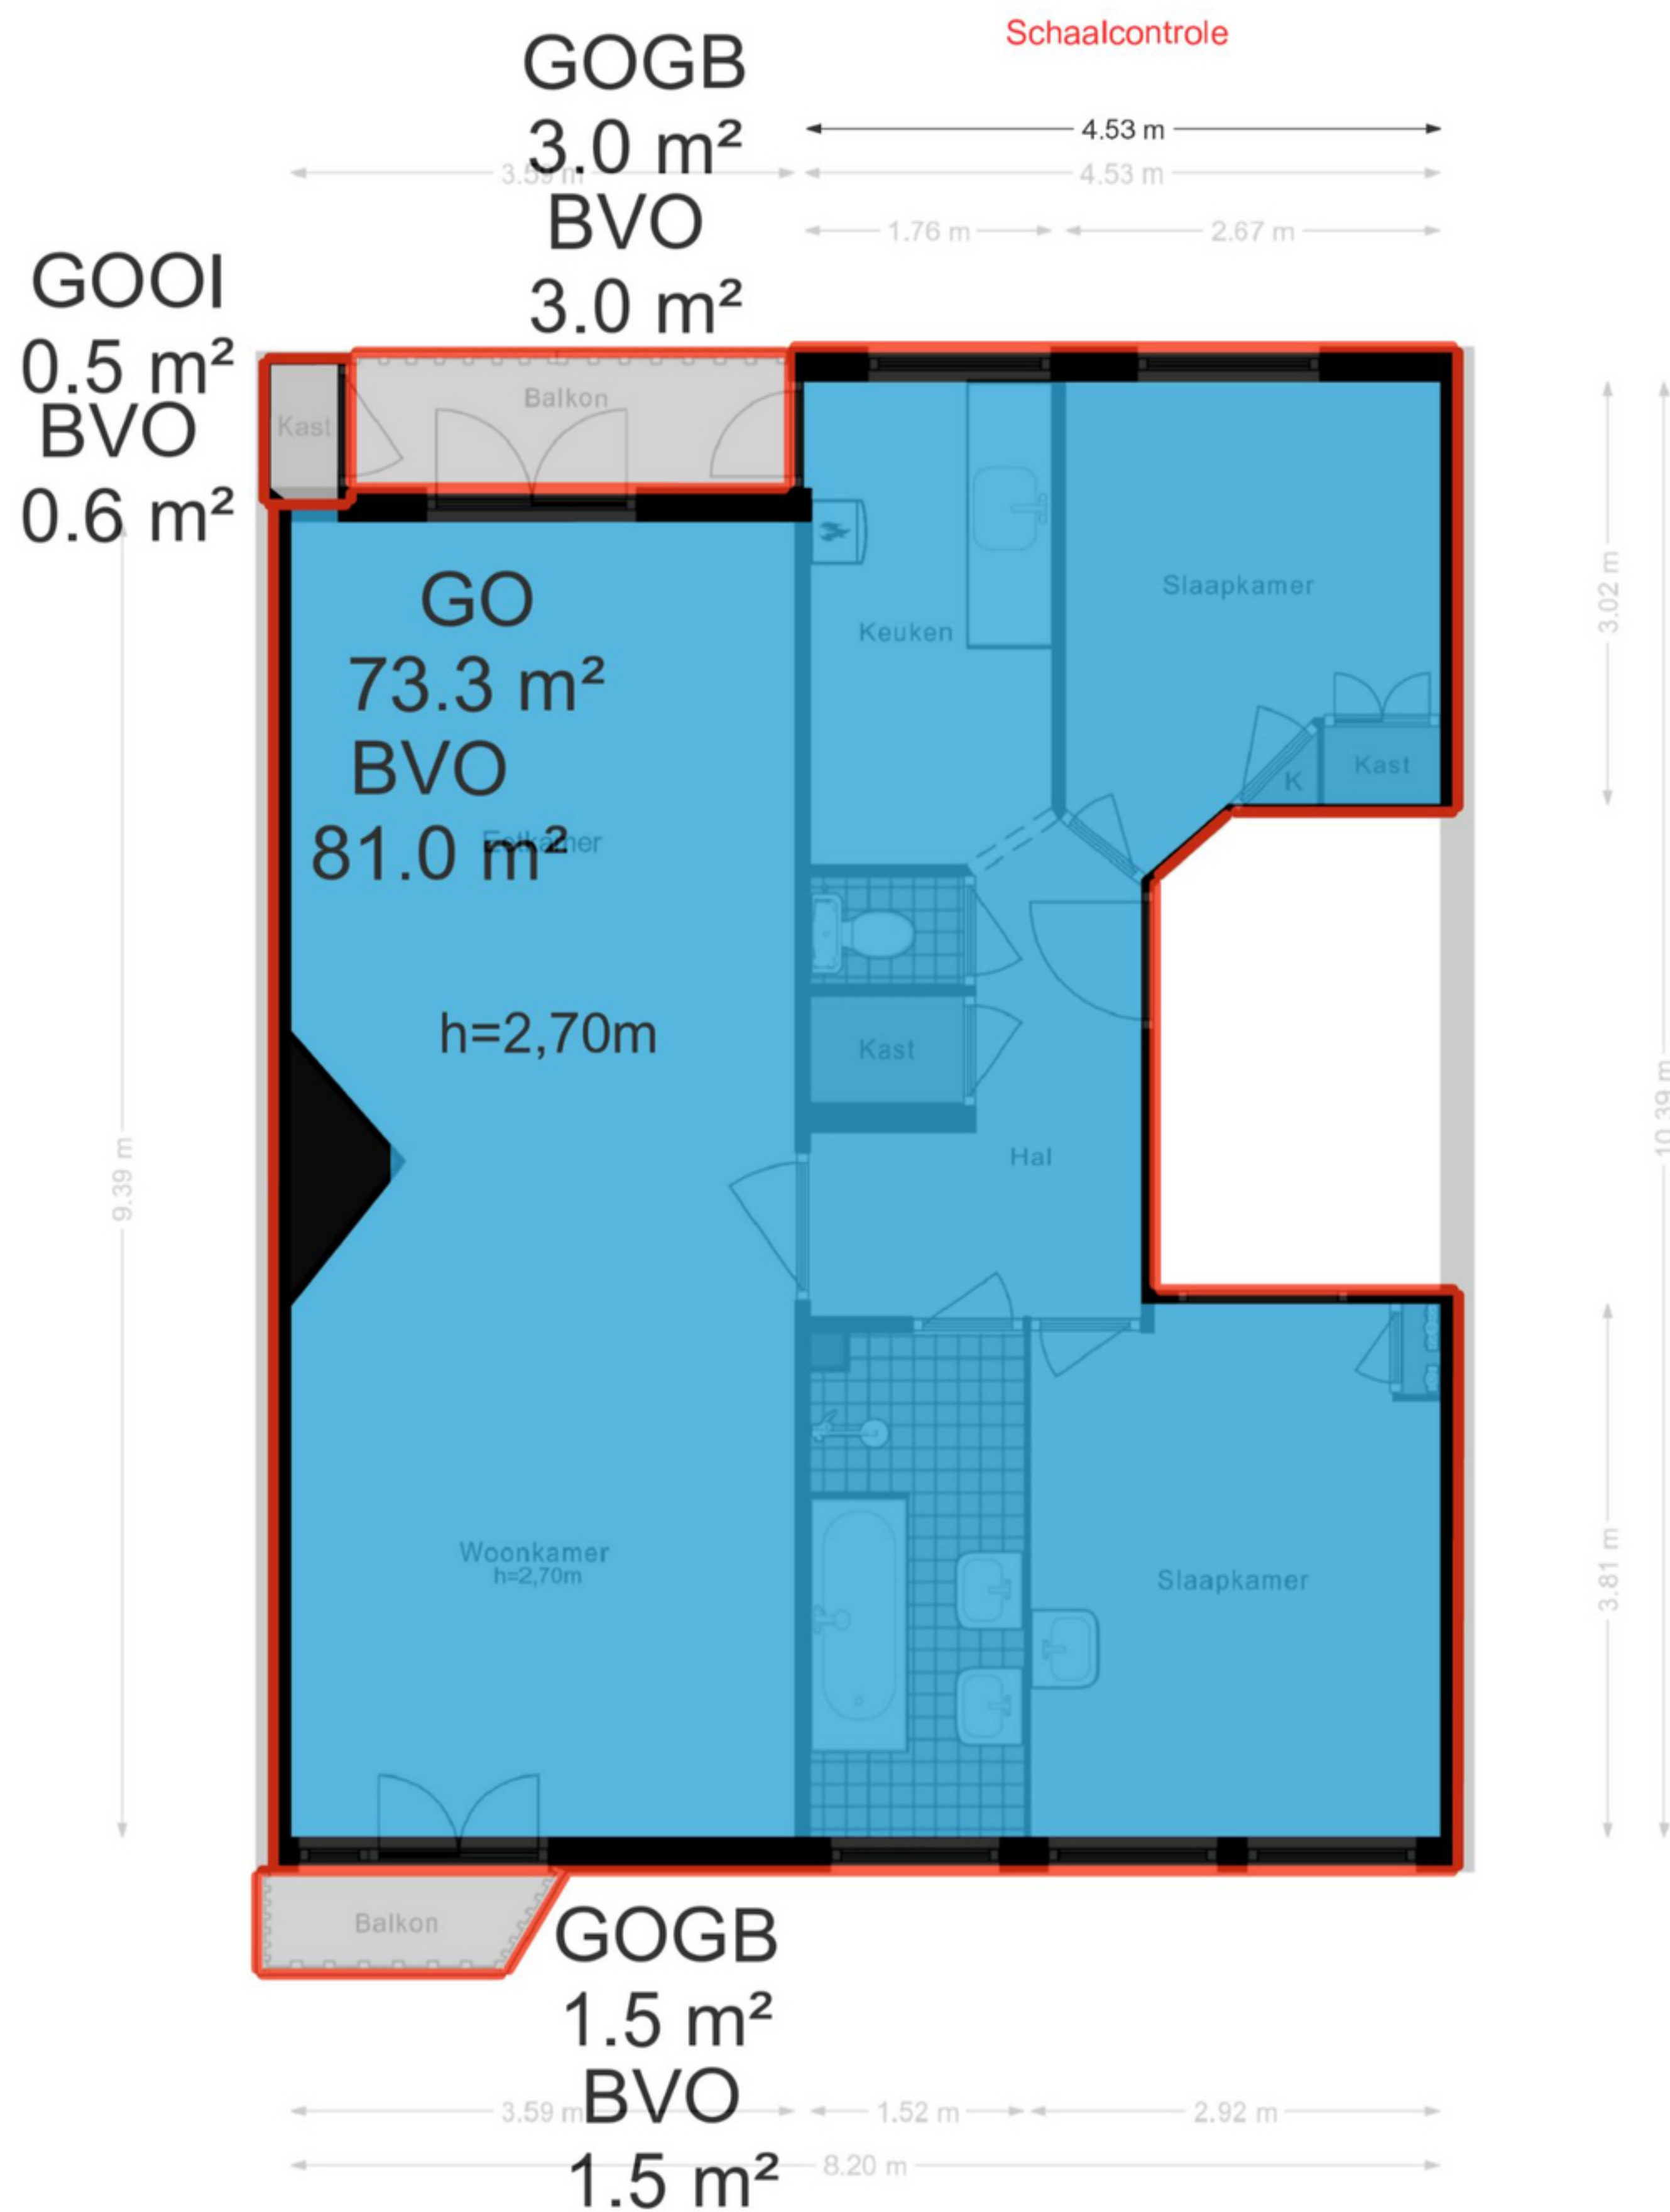 Schaalcontrole
GOGB
3.0 m²
BVO
3.0 m²
4.53 m
3.59 m
4.53 m
1.76 m
2.67 m
GOOI
0.5 m²
BVO
0.6 m²
Balkon
Kast
GO
73.3 m²
BVO
81.0 m²
Eetkamer
h=2,70m
Keuken
Slaapkamer
K
Kast
3.02 m
10.39 m
Kast
Hal
9.39 m
Woonkamer
h=2,70m
Slaapkamer
3.81 m
Balkon
GOGB
1.5 m²
BVO
1.5 m²
3.59 m
1.52 m
2.92 m
8.20 m